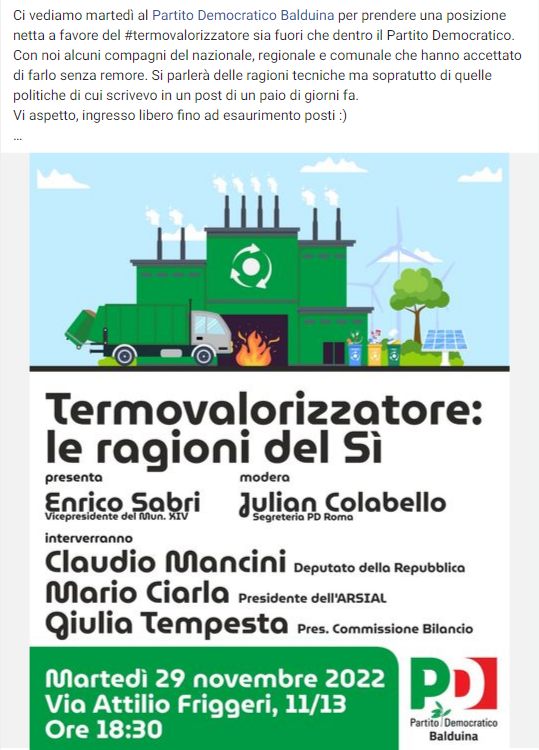 Ci vediamo martedì al Partito Democratico Balduina per prendere una posizione
netta a favore del #termovalorizzatore sia fuori che dentro il Partito Democratico.
Con noi alcuni compagni del nazionale, regionale e comunale che hanno accettato
di farlo senza remore. Si parlerà delle ragioni tecniche ma sopratutto di quelle
politiche di cui scrivevo in un post di un paio di giorni fa.
Vi aspetto, ingresso libero fino ad esaurimento posti :)
...
Termovalorizzatore:
le ragioni del Sì
presenta
Enrico Sabri
Vicepresidente del Mun. XIV
modera
Julian Colabello
Segreteria PD Roma
interverranno
Claudio Mancini Deputato della Repubblica
Mario Ciarla Presidente dell'ARSIAL
Giulia Tempesta Pres. Commissione Bilancio
Martedì 29 novembre 2022
Via Attilio Friggeri, 11/13
Ore 18:30
PD
Partito Democratico
Balduina